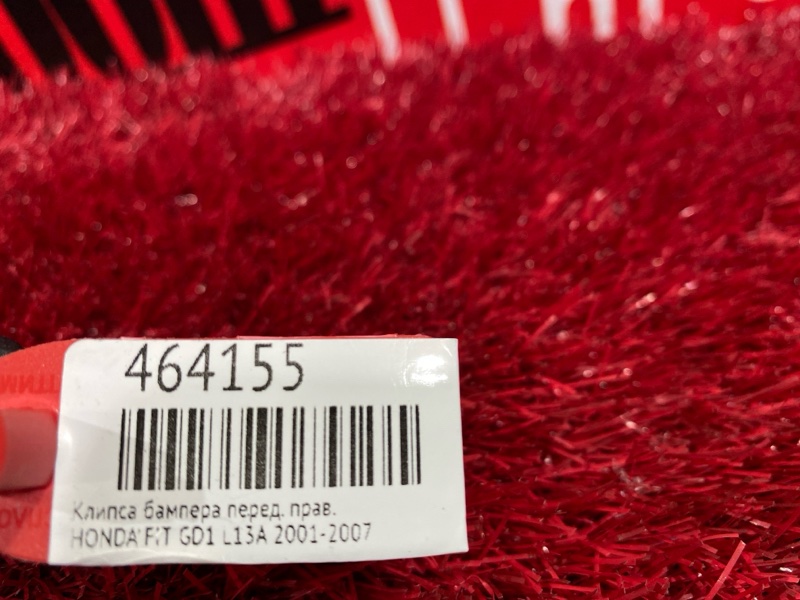 464155
Клипса бампера перед. прав.
HONDA FIT GD1 L13A 2001-2007